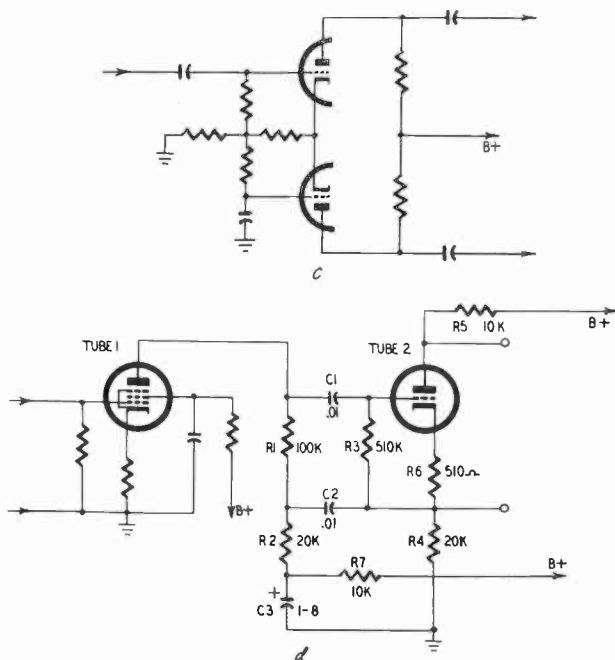 B+
c
R5 10K B+
TUBE 1
TUBE 2
C1
.01
R1 100K
R3 510K
R6 510Ω
B+
C2
.01
R2 20K
R4 20K
R7
10K
B+
+
C3 1-8
d